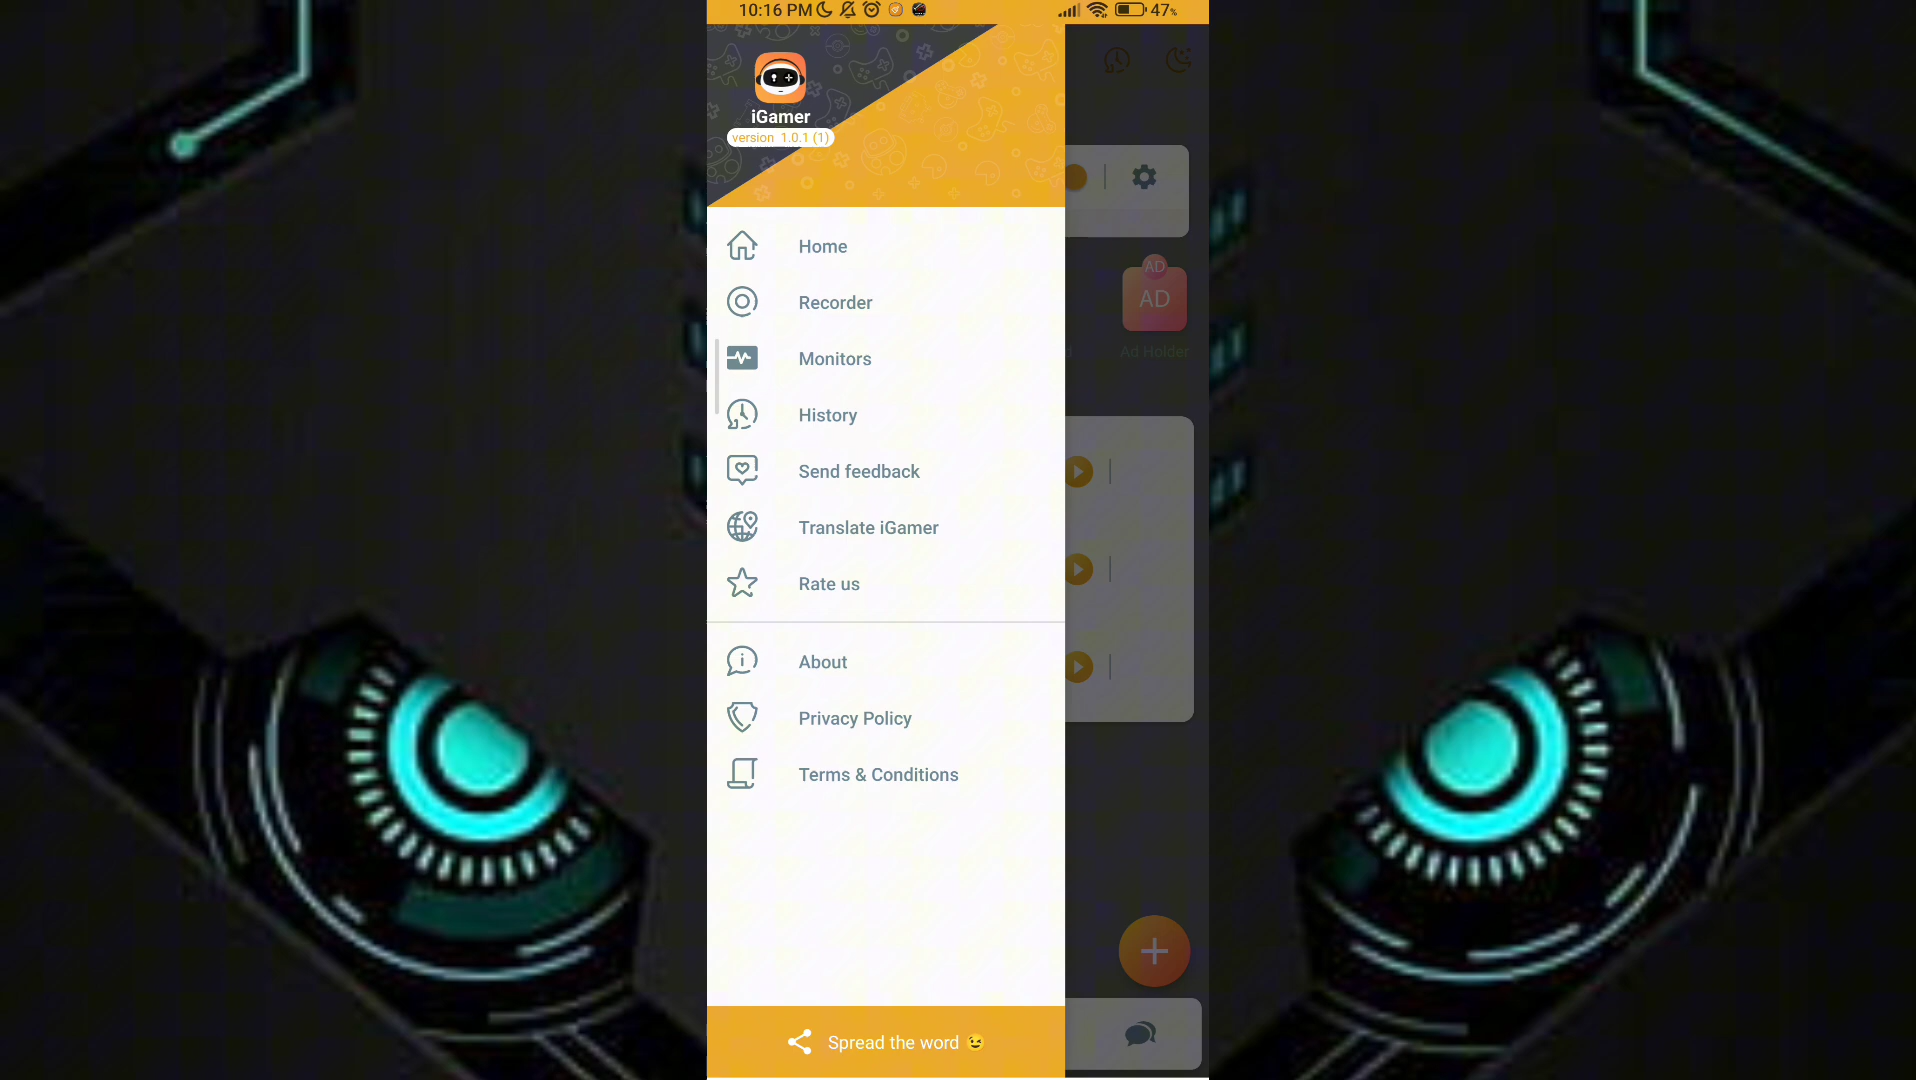 10:16 PM
47%
iGamer
version 1.0.1 (1)
Home
Recorder
Monitors
History
Send feedback
Translate iGamer
Rate us
About
Privacy Policy
Terms & Conditions
Spread the word 😉
AD
AD
d
Ad Holder